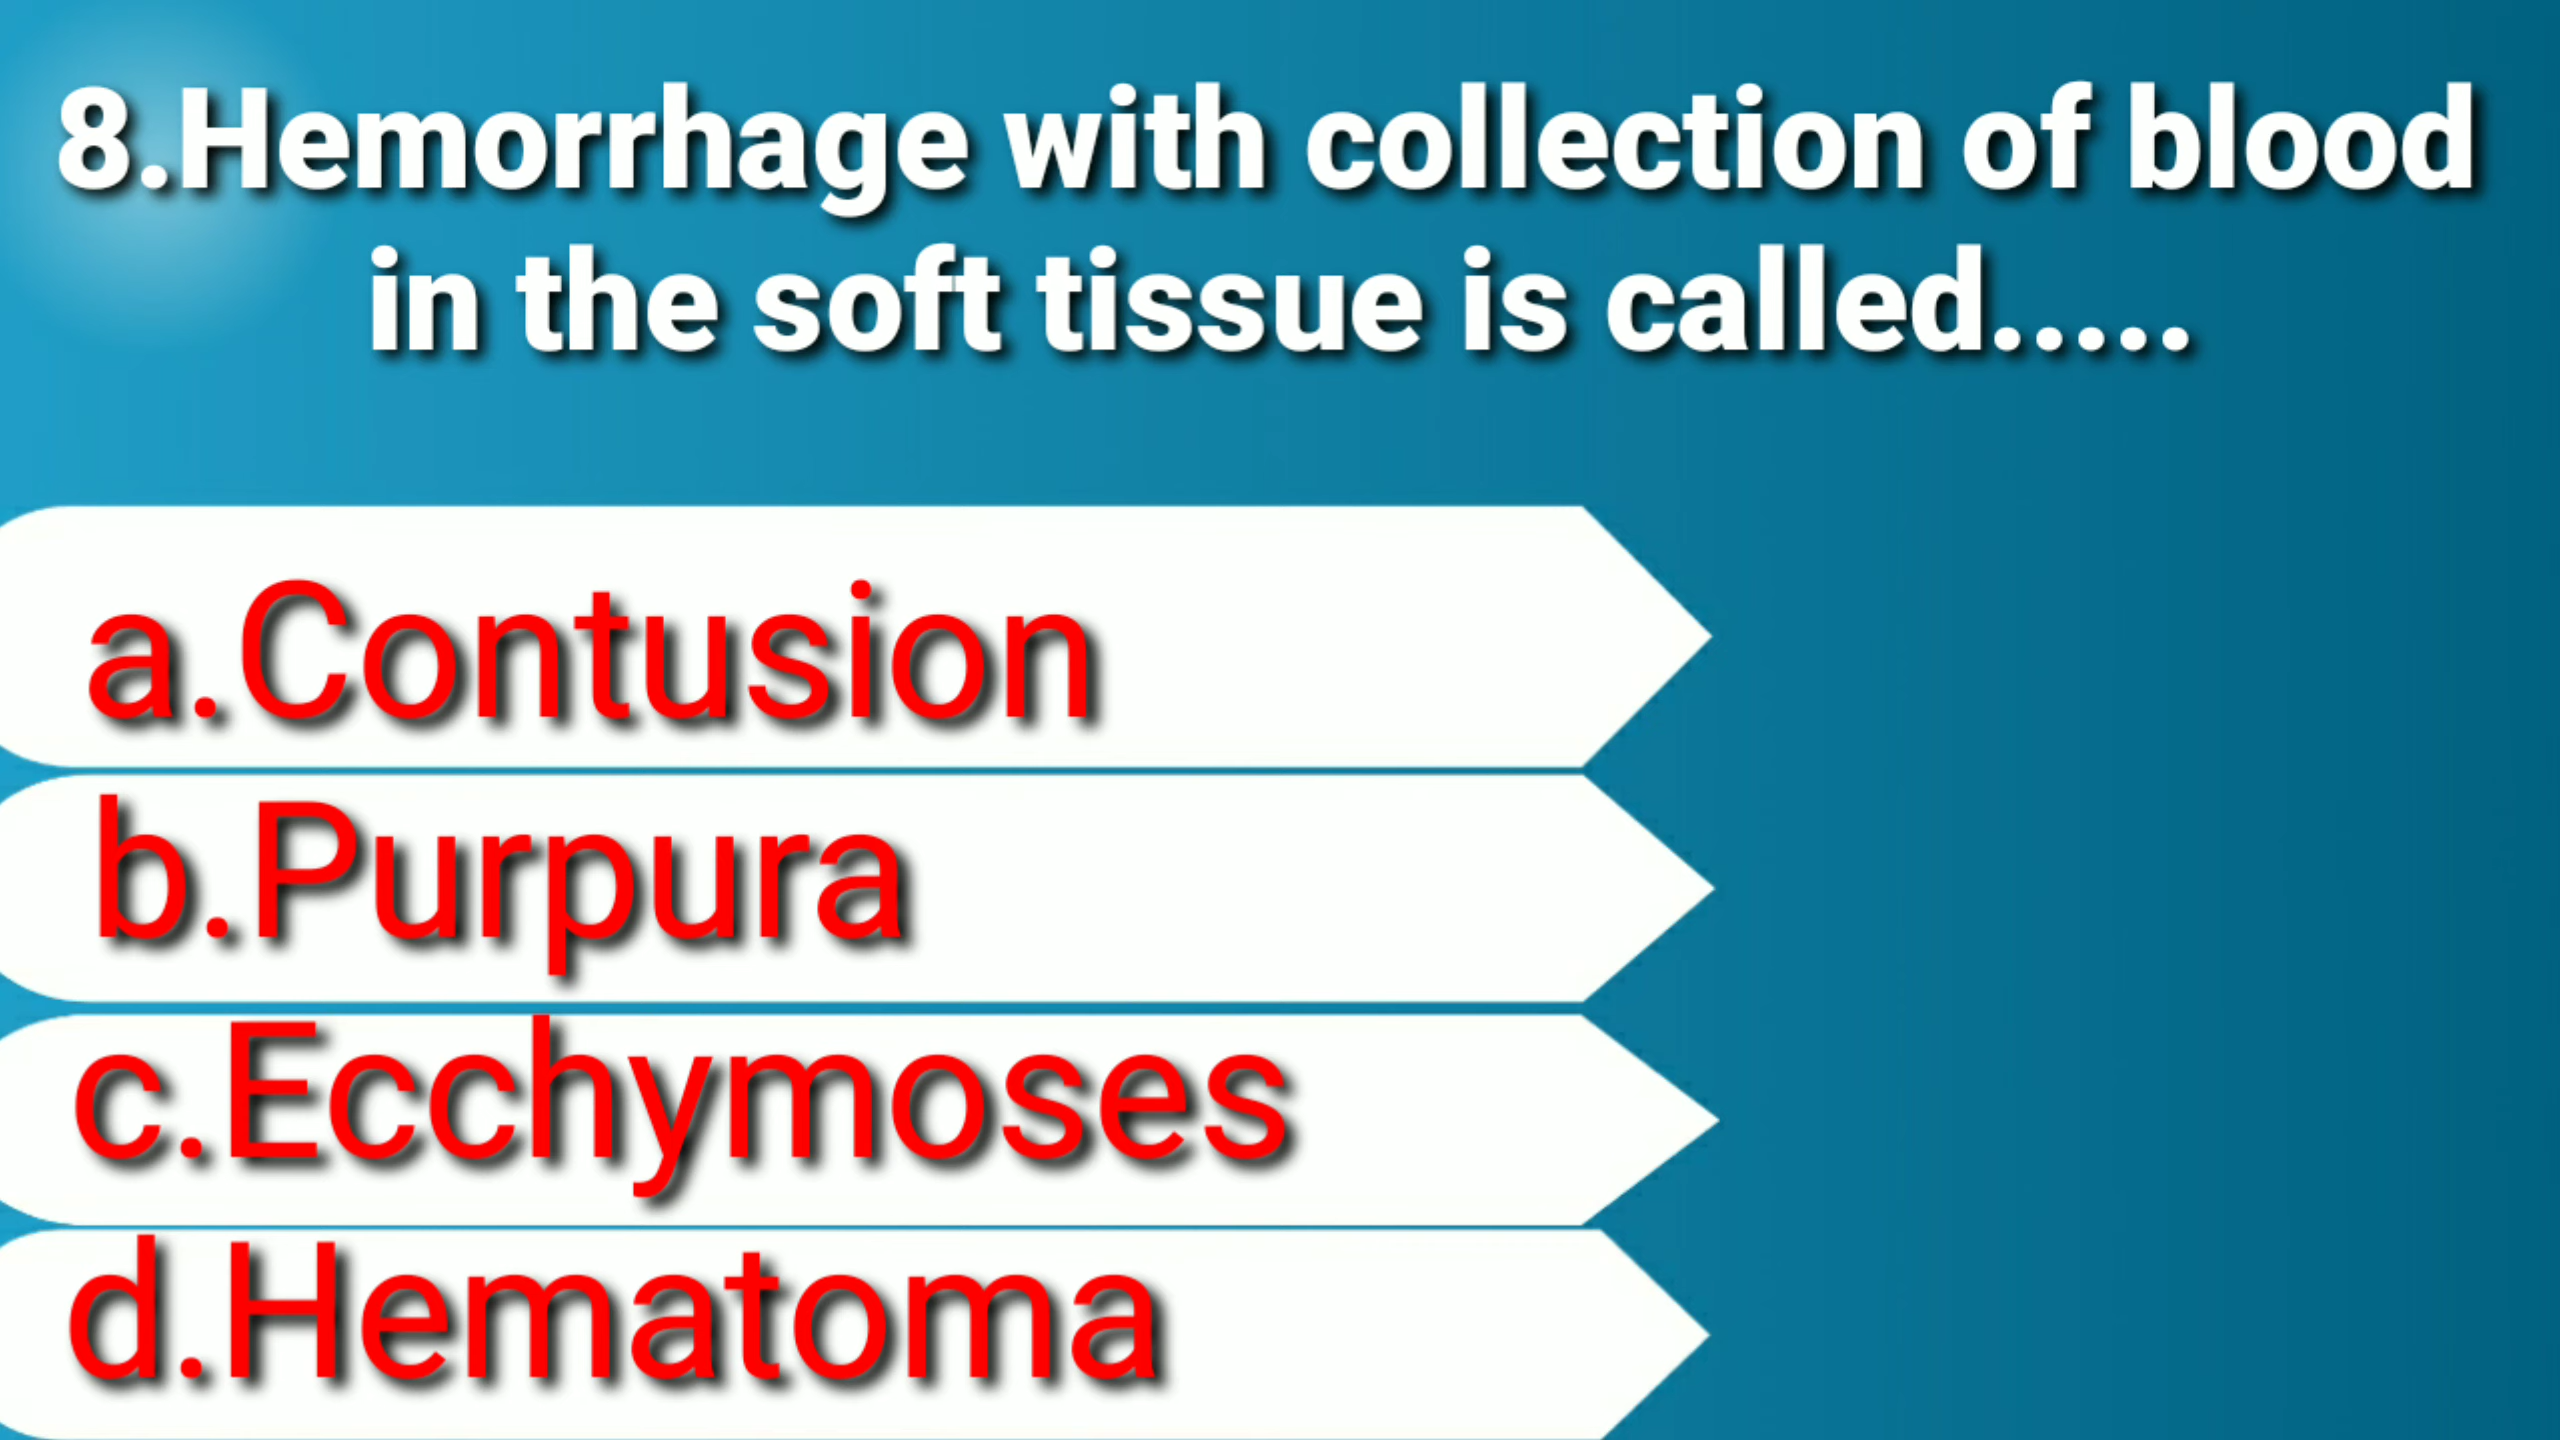 8.Hemorrhage with collection of blood
in the soft tissue is called.....
a.Contusion
b.Purpura
c.Ecchymoses
d.Hematoma